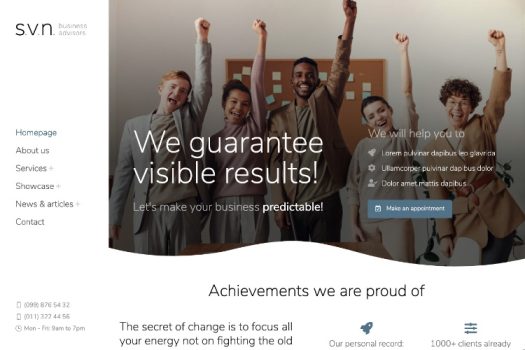 s.v.n. business
advisors
Homepage
About us
Services +
Showcase +
News & articles +
Contact
(099) 876 54 32
(011) 322 44 56
Mon - Fri: 9am to 7pm
We guarantee
visible results!
Let's make your business predictable!
We will help you to
Lorem pulvinar dapibus leo glavrida
Ullamcorper pulvinar dap bus dolor
Dolor amet mattis dapibus
Make an appointment
Achievements we are proud of
The secret of change is to focus all
your energy not on fighting the old
Our personal record:
1000+ clients already